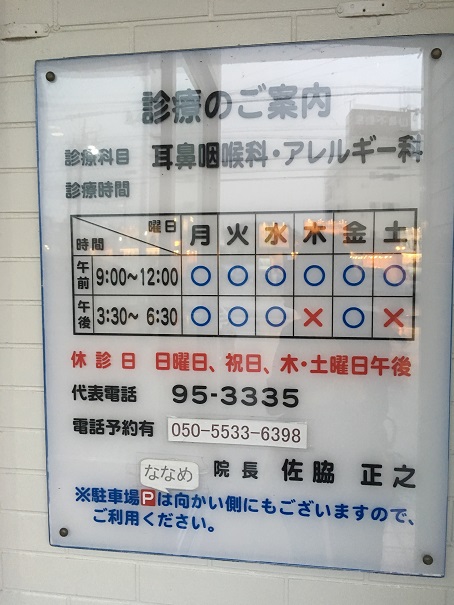 診療のご案内
診療科目 耳鼻咽喉科・アレルギー科
診療時間
曜日 時間 月 火 水 木 金 土
午前 9:00~12:00 ○ ○ ○ ○ ○ ○
午後 3:30~6:30 ○ ○ ○ × ○ ×
休診日 日曜日、祝日、木・土曜日午後
代表電話 95-3335
電話予約有 050-5533-6398
院長 佐脇 正之
ななめ
※駐車場Pは向かい側にもございますので、
ご利用ください。